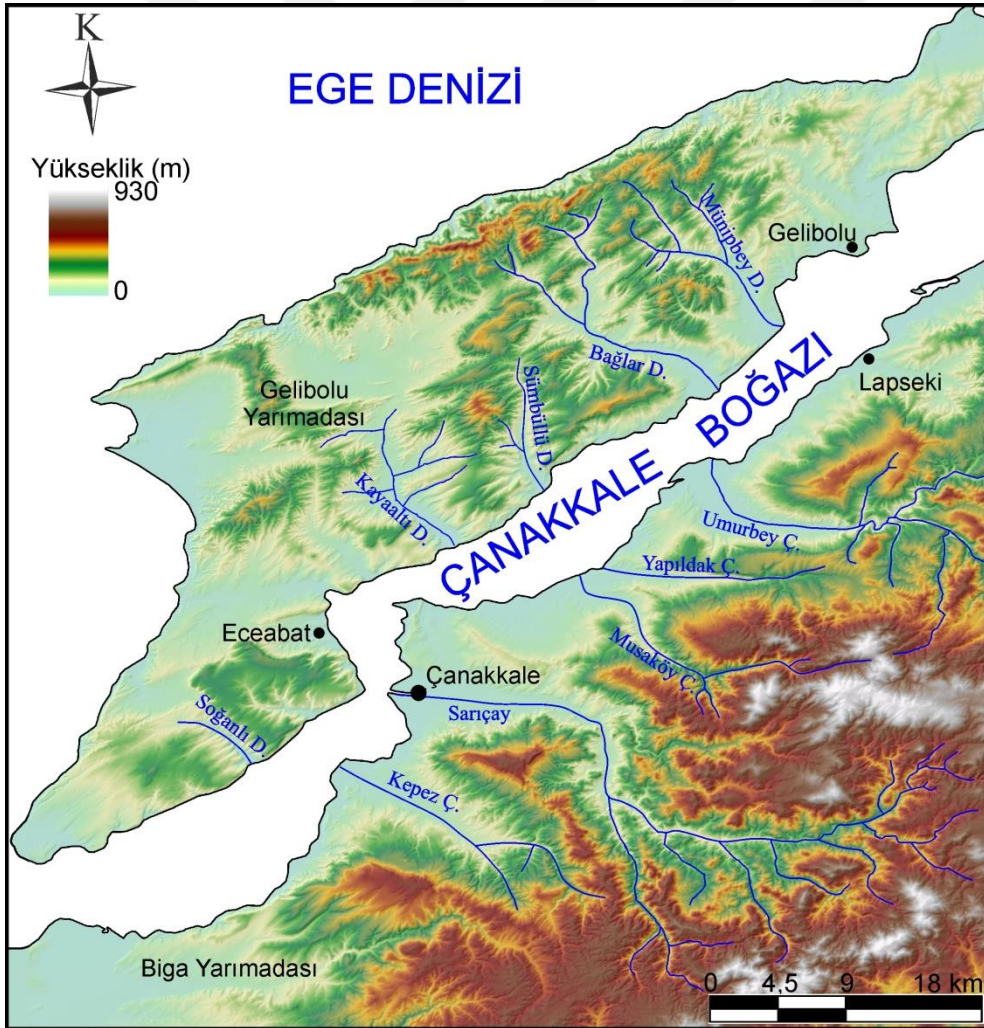 K
EGE DENİZİ
Yükseklik (m)
930
0
Münipbey D.
Gelibolu
Bağlar D.
Lapseki
Gelibolu
Yarımadası
Sümbüllü D.
ÇANAKKALE BOĞAZI
Kayaaltı D.
Umurbey Ç.
Yapıldak Ç.
Eceabat
Musaköy Ç.
Çanakkale
Sarıçay
Soğanlı D.
Kepez Ç.
Biga Yarımadası
0 4,5 9 18 km